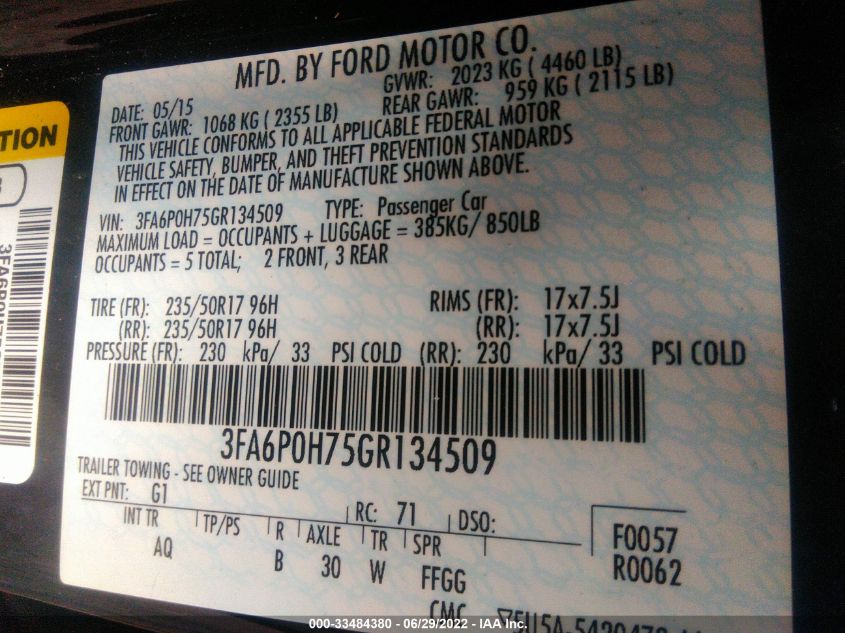 MFD. BY FORD MOTOR CO.
DATE: 05/15 GVWR: 2023 KG ( 4460 LB)
FRONT GAWR: 1068 KG ( 2355 LB) REAR GAWR: 959 KG ( 2115 LB)
THIS VEHICLE CONFORMS TO ALL APPLICABLE FEDERAL MOTOR
VEHICLE SAFETY, BUMPER, AND THEFT PREVENTION STANDARDS
IN EFFECT ON THE DATE OF MANUFACTURE SHOWN ABOVE.
VIN: 3FA6P0H75GR134509 TYPE: Passenger Car
MAXIMUM LOAD = OCCUPANTS + LUGGAGE = 385KG/ 850LB
OCCUPANTS = 5 TOTAL; 2 FRONT, 3 REAR
TIRE (FR): 235/50R17 96H RIMS (FR): 17x7.5J
(RR): 235/50R17 96H (RR): 17x7.5J
PRESSURE (FR): 230 kPa/ 33 PSI COLD (RR): 230 kPa/ 33 PSI COLD
3FA6P0H75GR134509
TRAILER TOWING - SEE OWNER GUIDE
EXT PNT: G1 RC: 71 DSO:
INT TR TP/PS R AXLE TR SPR
AQ B 30 W FFGG
F0057
R0062
CMC
TION
000-33484380 - 06/29/2022 - IAA Inc.